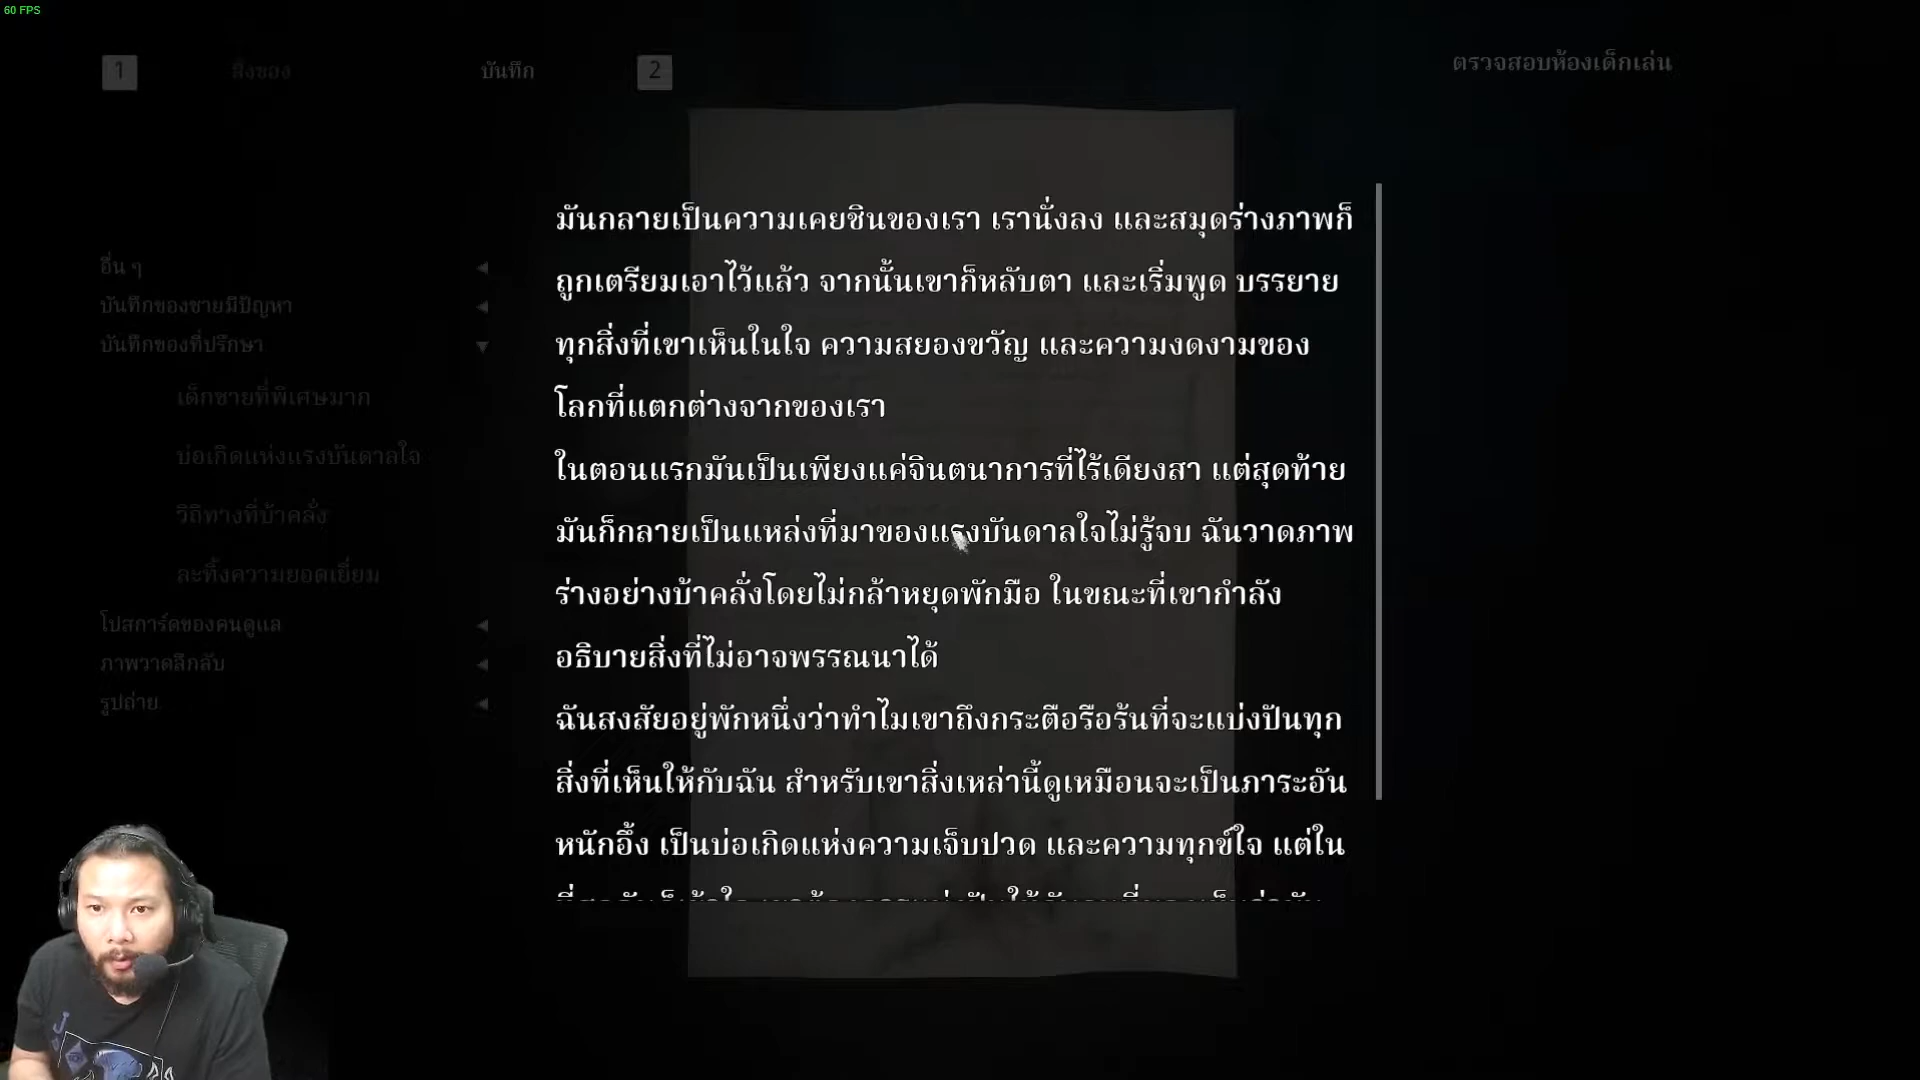 60 FPS
1
สิ่งของ
บันทึก
2
ตรวจสอบห้องเด็กเล่น
อื่น ๆ
บันทึกของชายมีปัญหา
บันทึกของที่ปรึกษา
เด็กชายที่พิเศษมาก
บ่อเกิดแห่งแรงบันดาลใจ
วิถีทางที่บ้าคลั่ง
ละทิ้งความยอดเยี่ยม
โปสการ์ดของคนดูแล
ภาพวาดลึกลับ
รูปถ่าย
มันกลายเป็นความเคยชินของเรา เรานั่งลง และสมุดร่างภาพก็
ถูกเตรียมเอาไว้แล้ว จากนั้นเขาก็หลับตา และเริ่มพูด บรรยาย
ทุกสิ่งที่เขาเห็นในใจ ความสยองขวัญ และความงดงามของ
โลกที่แตกต่างจากของเรา
ในตอนแรกมันเป็นเพียงแค่จินตนาการที่ไร้เดียงสา แต่สุดท้าย
มันก็กลายเป็นแหล่งที่มาของแรงบันดาลใจไม่รู้จบ ฉันวาดภาพ
ร่างอย่างบ้าคลั่งโดยไม่กล้าหยุดพักมือ ในขณะที่เขากำลัง
อธิบายสิ่งที่ไม่อาจพรรณนาได้
ฉันสงสัยอยู่พักหนึ่งว่าทำไมเขาถึงกระตือรือร้นที่จะแบ่งปันทุก
สิ่งที่เห็นให้กับฉัน สำหรับเขาสิ่งเหล่านี้ดูเหมือนจะเป็นภาระอัน
หนักอึ้ง เป็นบ่อเกิดแห่งความเจ็บปวด และความทุกข์ใจ แต่ใน